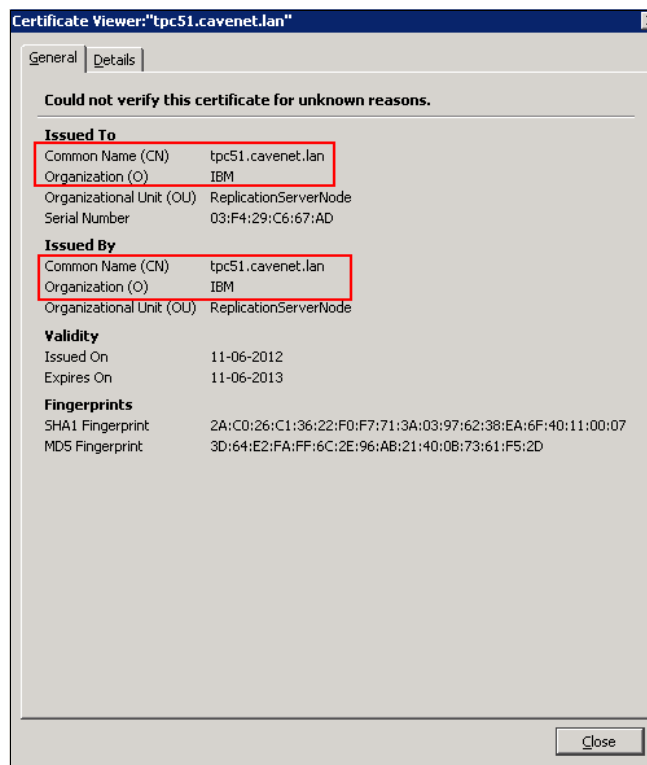 Certificate Viewer:"tpc51.cavenet.lan"
General Details
Could not verify this certificate for unknown reasons.
Issued To
Common Name (CN) tpc51.cavenet.lan
Organization (O) IBM
Organizational Unit (OU) ReplicationServerNode
Serial Number 03:F4:29:C6:67:AD
Issued By
Common Name (CN) tpc51.cavenet.lan
Organization (O) IBM
Organizational Unit (OU) ReplicationServerNode
Validity
Issued On 11-06-2012
Expires On 11-06-2013
Fingerprints
SHA1 Fingerprint 2A:C0:26:C1:36:22:F0:F7:71:3A:03:97:62:38:EA:6F:40:11:00:07
MD5 Fingerprint 3D:64:E2:FA:FF:6C:2E:96:AB:21:40:0B:73:61:F5:2D
Close